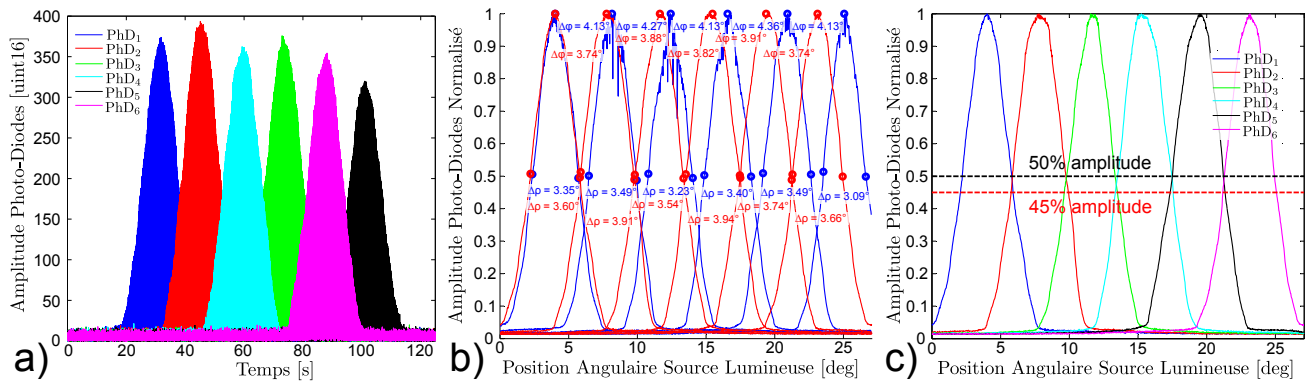 a)
Amplitude Photo-Diodes [uint16]
400
350
300
250
200
150
100
50
0
PhD1
PhD2
PhD3
PhD4
PhD5
PhD6
0 20 40 60 80 100 120
Temps [s]
b)
Amplitude Photo-Diodes Normalisé
1
0.9
0.8
0.7
0.6
0.5
0.4
0.3
0.2
0.1
0
Δφ = 4.13° Δφ = 4.27° Δφ = 4.13° Δφ = 4.36° Δφ = 4.13°
Δφ = 3.88° Δφ = 3.91°
Δφ = 3.74° Δφ = 3.82° Δφ = 3.74°
Δρ = 3.35° Δρ = 3.49° Δρ = 3.23° Δρ = 3.40° Δρ = 3.49° Δρ = 3.09°
Δρ = 3.60° Δρ = 3.54° Δρ = 3.74°
Δρ = 3.91° Δρ = 3.94° Δρ = 3.66°
0 5 10 15 20 25
Position Angulaire Source Lumineuse [deg]
c)
Amplitude Photo-Diodes Normalisé
1
0.9
0.8
0.7
0.6
0.5
0.4
0.3
0.2
0.1
0
PhD1
PhD2
PhD3
PhD4
PhD5
PhD6
50% amplitude
45% amplitude
0 5 10 15 20 25
Position Angulaire Source Lumineuse [deg]